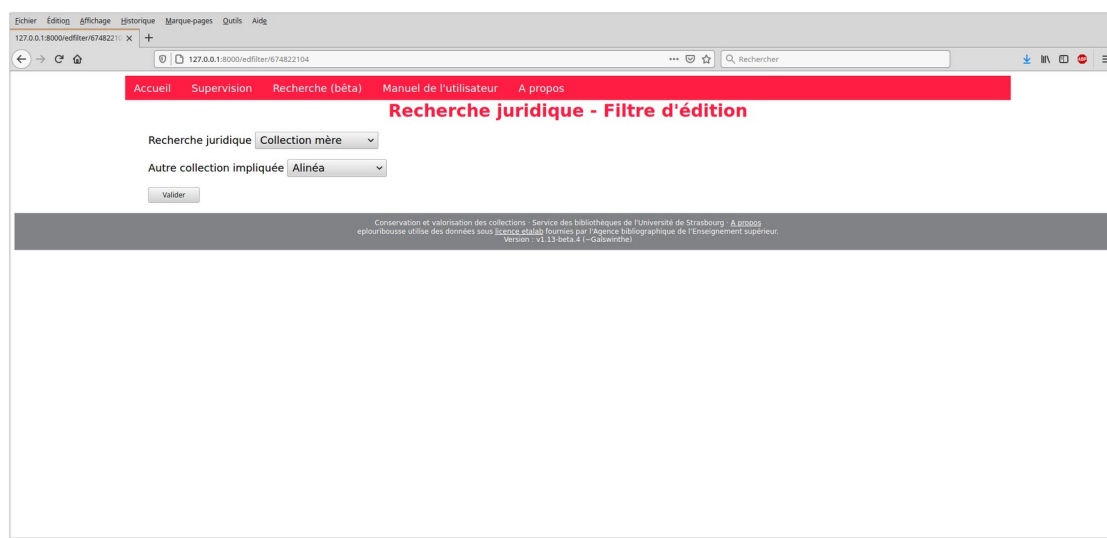 Fichier Édition Affichage Historique Marque-pages Outils Aide
127.0.0.1:8000/edfilter/67482210 × +
127.0.0.1:8000/edfilter/674822104 Rechercher
Accueil Supervision Recherche (bêta) Manuel de l'utilisateur A propos
Recherche juridique - Filtre d'édition
Recherche juridique Collection mère
Autre collection impliquée Alinéa
Valider
Conservation et valorisation des collections - Service des bibliothèques de l'Université de Strasbourg - A propos
eplouribousse utilise des données sous licence etalab fournies par l'Agence bibliographique de l'Enseignement supérieur.
Version : v1.13-beta.4 (~Galswinthe)